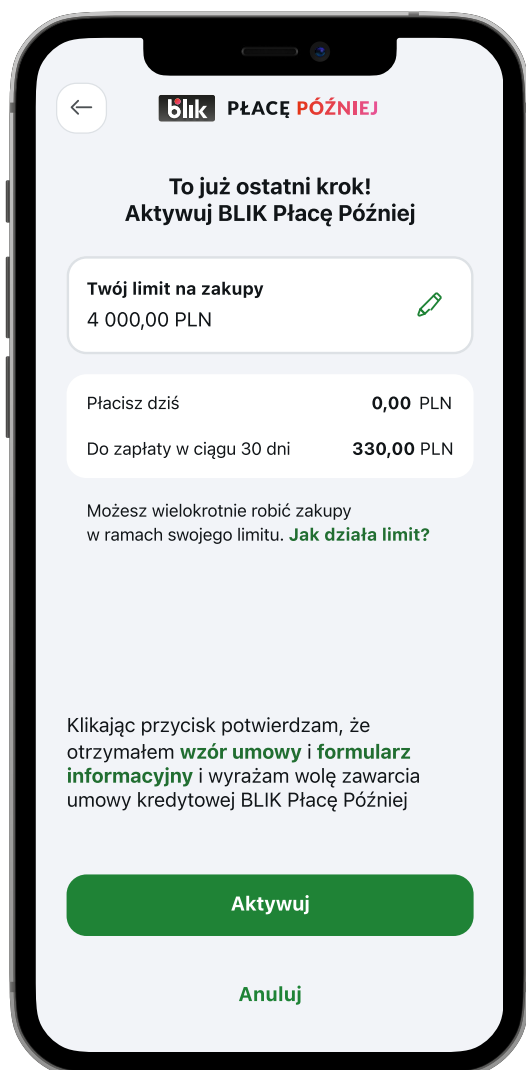 blik PŁACĘ PÓŹNIEJ
To już ostatni krok!
Aktywuj BLIK Płacę Później
Twój limit na zakupy
4 000,00 PLN
Płacisz dziś 0,00 PLN
Do zapłaty w ciągu 30 dni 330,00 PLN
Możesz wielokrotnie robić zakupy
w ramach swojego limitu. Jak działa limit?
Klikając przycisk potwierdzam, że
otrzymałem wzór umowy i formularz
informacyjny i wyrażam wolę zawarcia
umowy kredytowej BLIK Płacę Później
Aktywuj
Anuluj